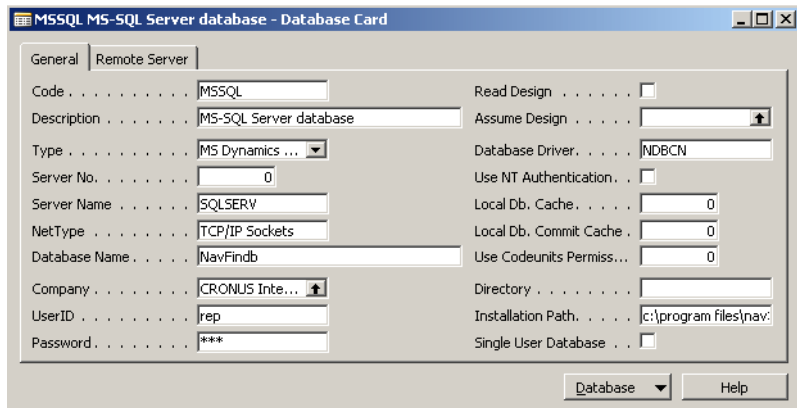 MSSQL MS-SQL Server database - Database Card
General Remote Server
Code . . . . . . . . . . MSSQL
Description . . . . . . . MS-SQL Server database
Type . . . . . . . . . . MS Dynamics ...
Server No. . . . . . . . 0
Server Name . . . . . . SQLSERV
NetType . . . . . . . . TCP/IP Sockets
Database Name . . . . . NavFindb
Company . . . . . . . . CRONUS Inte...
UserID . . . . . . . . . rep
Password . . . . . . . . ***
Read Design . . . . . .
Assume Design . . . . .
Database Driver. . . . . NDBCN
Use NT Authentication. .
Local Db. Cache. . . . . 0
Local Db. Commit Cache . 0
Use Codeunits Permiss... 0
Directory . . . . . . . .
Installation Path. . . . . c:\program files\nav
Single User Database . .
Database Help